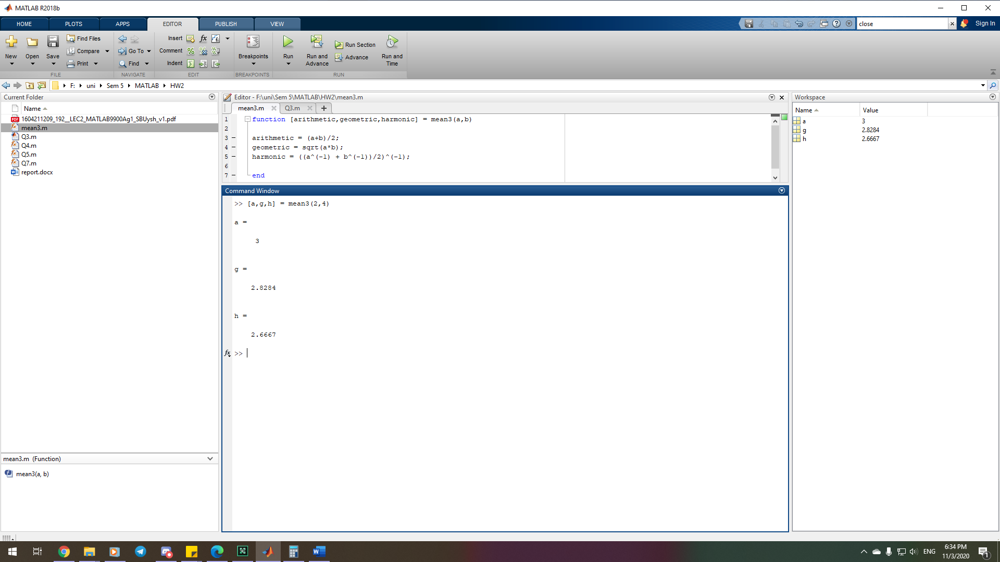 MATLAB R2018b
HOME PLOTS APPS EDITOR PUBLISH VIEW
close
Sign In
New
Open
Save
Find Files
Compare
Print
FILE
Go To
Find
NAVIGATE
Insert
fx
Comment
Indent
EDIT
Breakpoints
BREAKPOINTS
Run
Run and Advance
Run Section
Advance
Run and Time
RUN
F: uni Sem 5 MATLAB HW2
Current Folder
Name
1604211209_192__LEC2_MATLAB9900Ag1_SBUysh_v1.pdf
mean3.m
Q3.m
Q4.m
Q5.m
Q7.m
report.docx
mean3.m (Function)
mean3(a, b)
Editor - F:\uni\Sem 5\MATLAB\HW2\mean3.m
mean3.m Q3.m +
1 function [arithmetic,geometric,harmonic] = mean3(a,b)
2
3 – arithmetic = (a+b)/2;
4 – geometric = sqrt(a*b);
5 – harmonic = ((a^(-1) + b^(-1))/2)^(-1);
6
7 – end
Command Window
>> [a,g,h] = mean3(2,4)
a =
3
g =
2.8284
h =
2.6667
fx >>
Workspace
Name Value
a 3
g 2.8284
h 2.6667
ENG
6:34 PM
11/3/2020
1